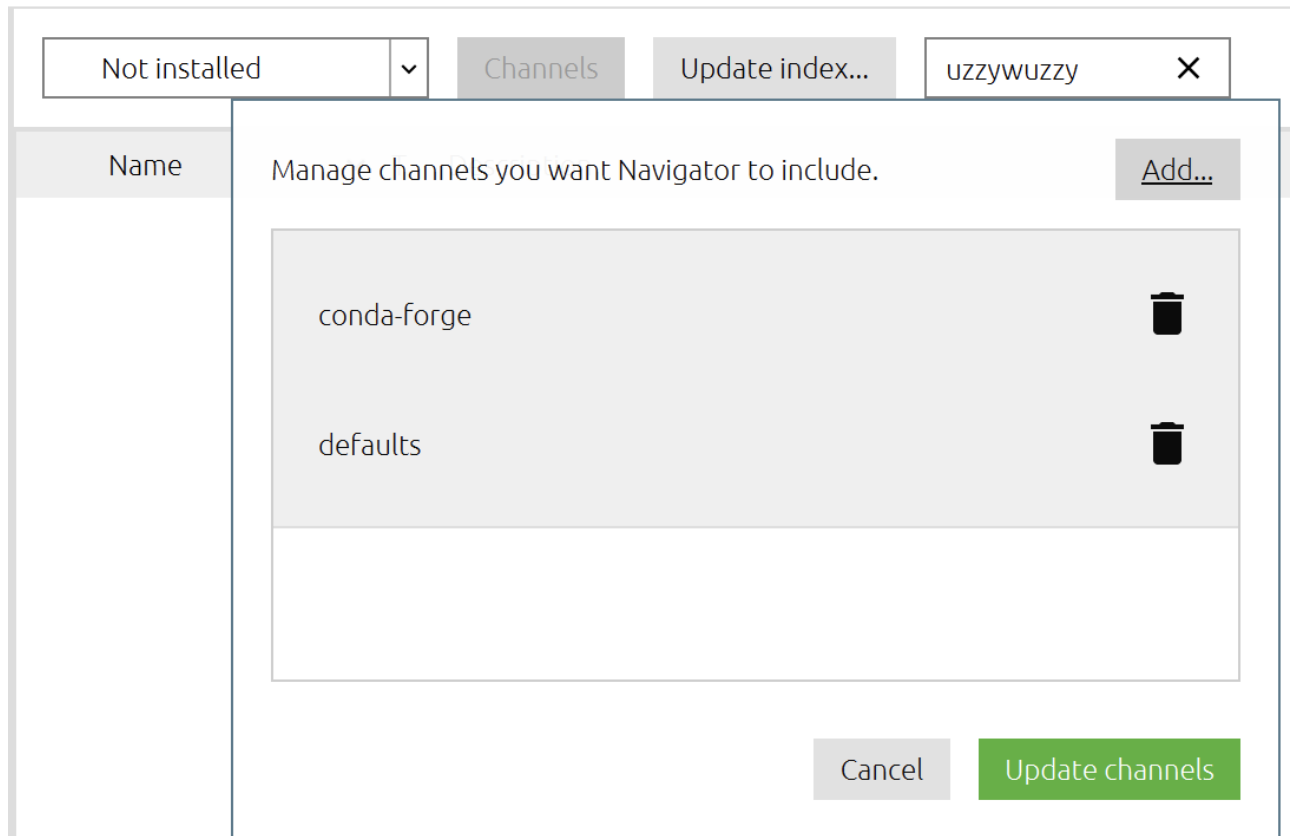 Not installed Channels Update index... uzzywuzzy
Name
Manage channels you want Navigator to include. Add...
conda-forge
defaults
Cancel Update channels